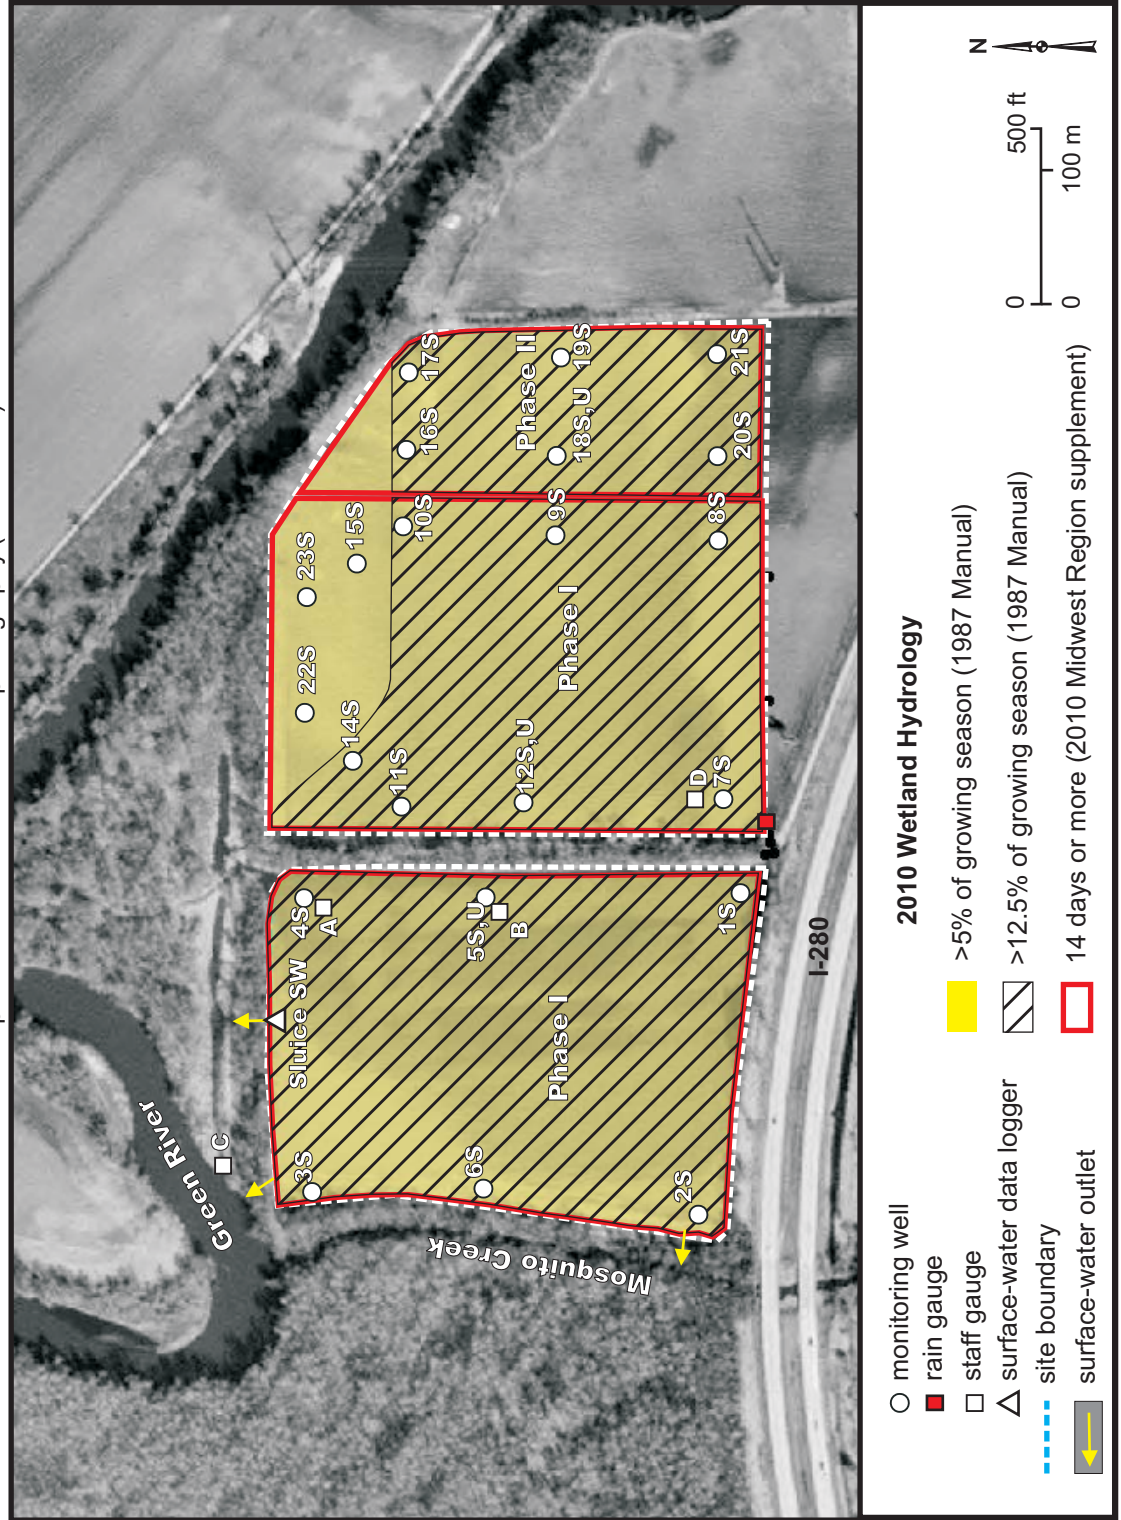 Green River
C
Mosquito Creek
3S
6S
2S
Sluice SW
4S
A
5S,U
B
1S
Phase I
I-280
22S
23S
14S
15S
11S
10S
12S,U
9S
D
7S
8S
Phase I
16S
17S
Phase II
18S,U
19S
20S
21S
2010 Wetland Hydrology
monitoring well
rain gauge
staff gauge
surface-water data logger
site boundary
surface-water outlet
>5% of growing season (1987 Manual)
>12.5% of growing season (1987 Manual)
14 days or more (2010 Midwest Region supplement)
0 500 ft
0 100 m
N